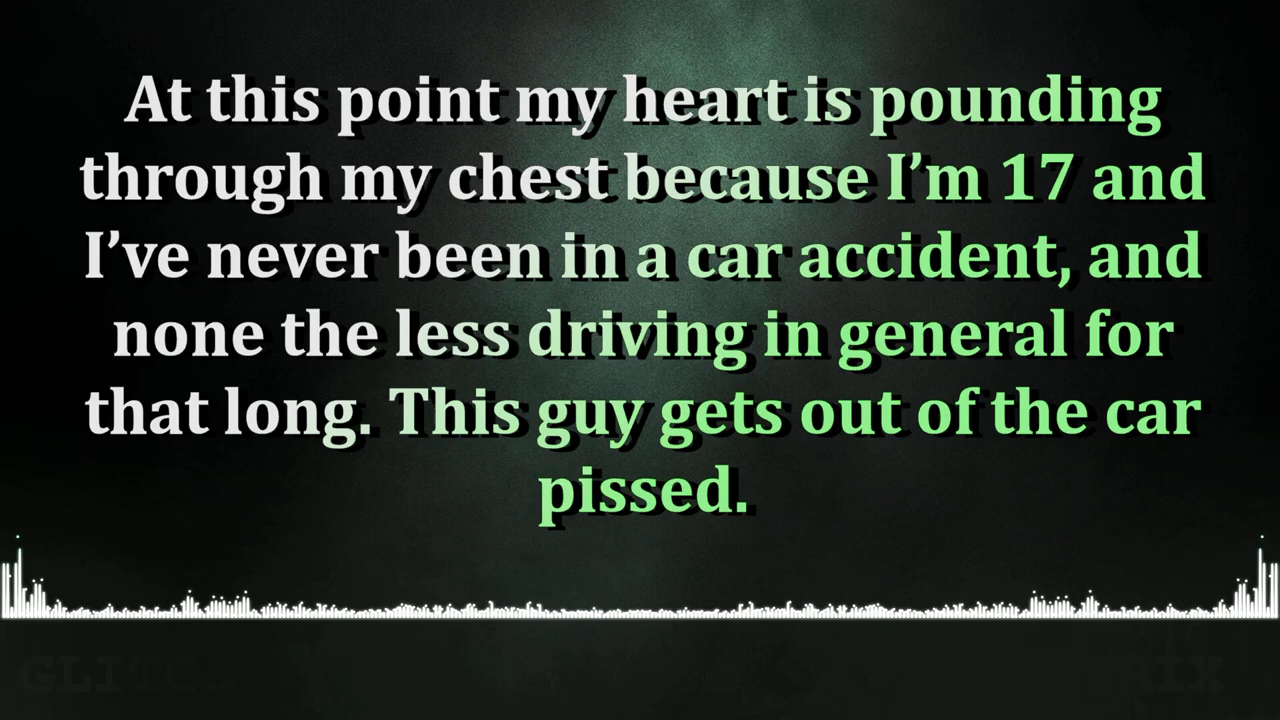 At this point my heart is pounding
through my chest because I’m 17 and
I’ve never been in a car accident, and
none the less driving in general for
that long. This guy gets out of the car
pissed.